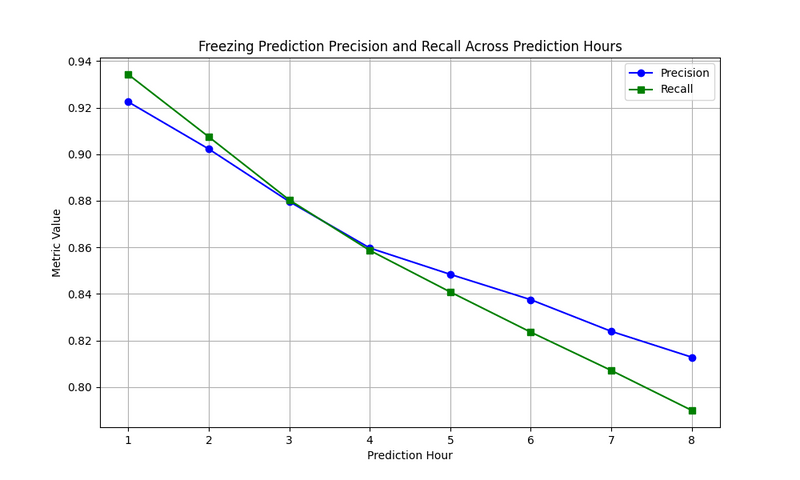 Freezing Prediction Precision and Recall Across Prediction Hours
Precision
Recall
Metric Value
0.94
0.92
0.90
0.88
0.86
0.84
0.82
0.80
1 2 3 4 5 6 7 8
Prediction Hour